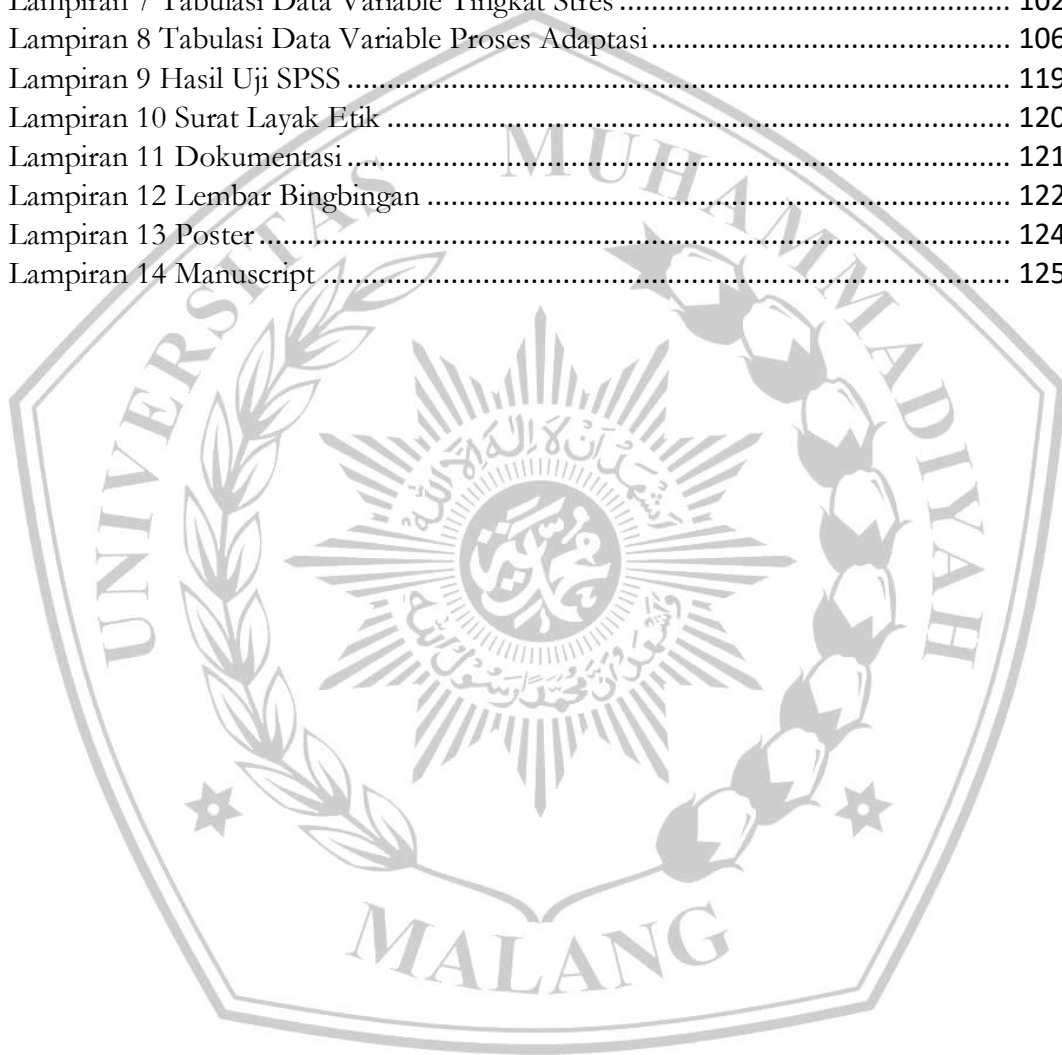 Lampiran 7 Tabulasi Data Variable Tingkat Stres ........ 102
Lampiran 8 Tabulasi Data Variable Proses Adaptasi ........ 106
Lampiran 9 Hasil Uji SPSS ........ 119
Lampiran 10 Surat Layak Etik ........ 120
Lampiran 11 Dokumentasi ........ 121
Lampiran 12 Lembar Bingbingan ........ 122
Lampiran 13 Poster ........ 124
Lampiran 14 Manuscript ........ 125
UNIVERSITAS MUHAMMADIYAH
MALANG